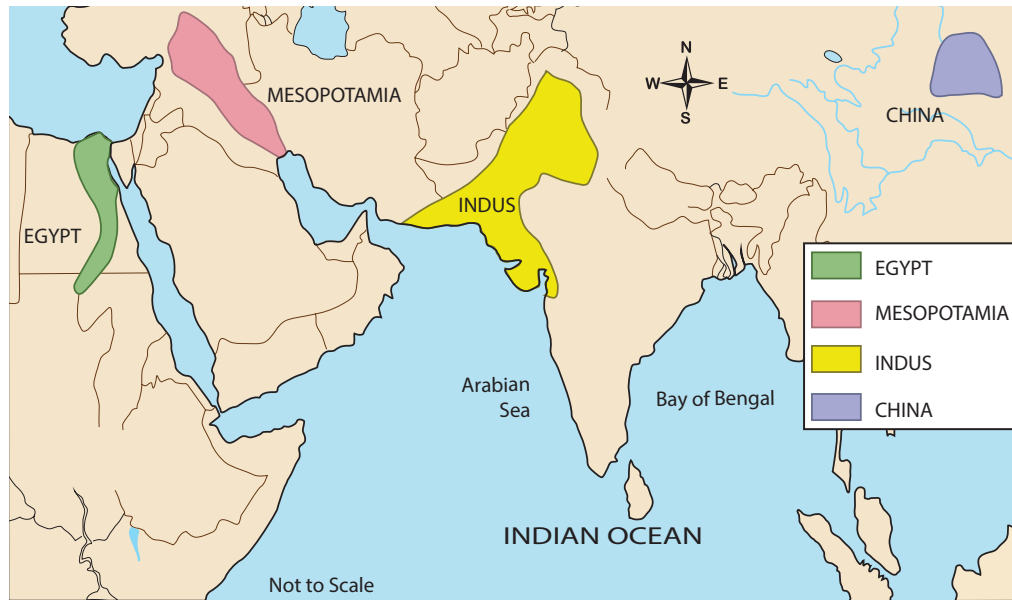 N
W E
S
MESOPOTAMIA
CHINA
INDUS
EGYPT
EGYPT
MESOPOTAMIA
INDUS
CHINA
Arabian
Sea
Bay of Bengal
INDIAN OCEAN
Not to Scale